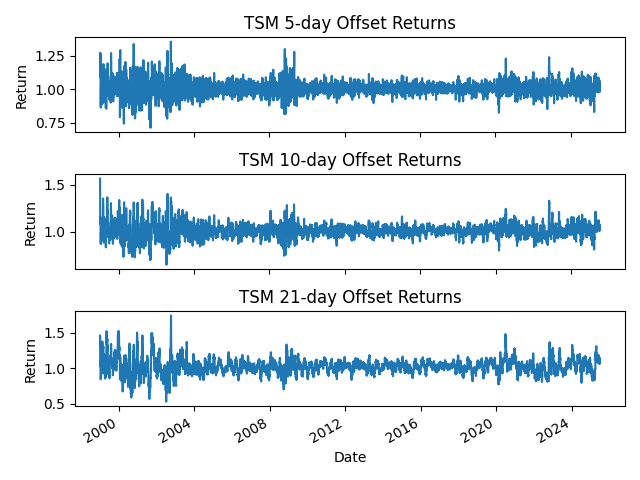 TSM 5-day Offset Returns
1.25
1.00
0.75
Return
TSM 10-day Offset Returns
1.5
1.0
Return
TSM 21-day Offset Returns
1.5
1.0
0.5
Return
2000 2004 2008 2012 2016 2020 2024
Date